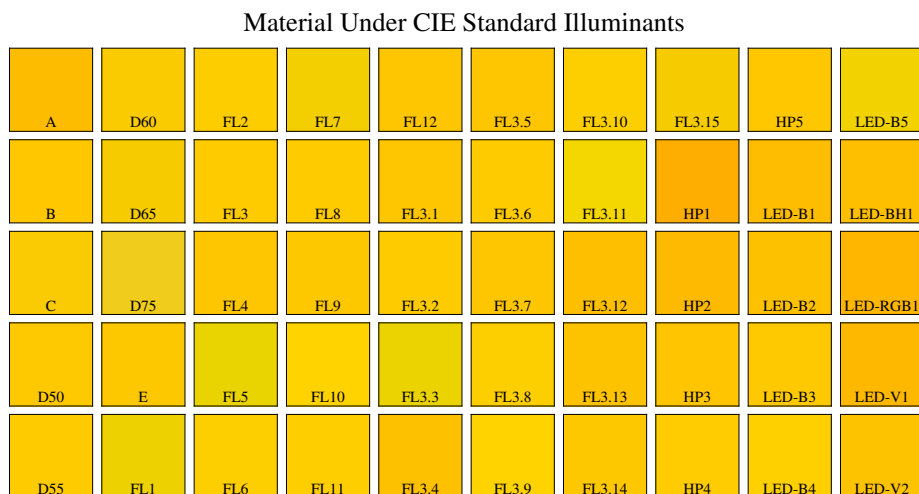 Material Under CIE Standard Illuminants
A D60 FL2 FL7 FL12 FL3.5 FL3.10 FL3.15 HP5 LED-B5
B D65 FL3 FL8 FL3.1 FL3.6 FL3.11 HP1 LED-B1 LED-BH1
C D75 FL4 FL9 FL3.2 FL3.7 FL3.12 HP2 LED-B2 LED-RGB1
D50 E FL5 FL10 FL3.3 FL3.8 FL3.13 HP3 LED-B3 LED-V1
D55 FL1 FL6 FL11 FL3.4 FL3.9 FL3.14 HP4 LED-B4 LED-V2